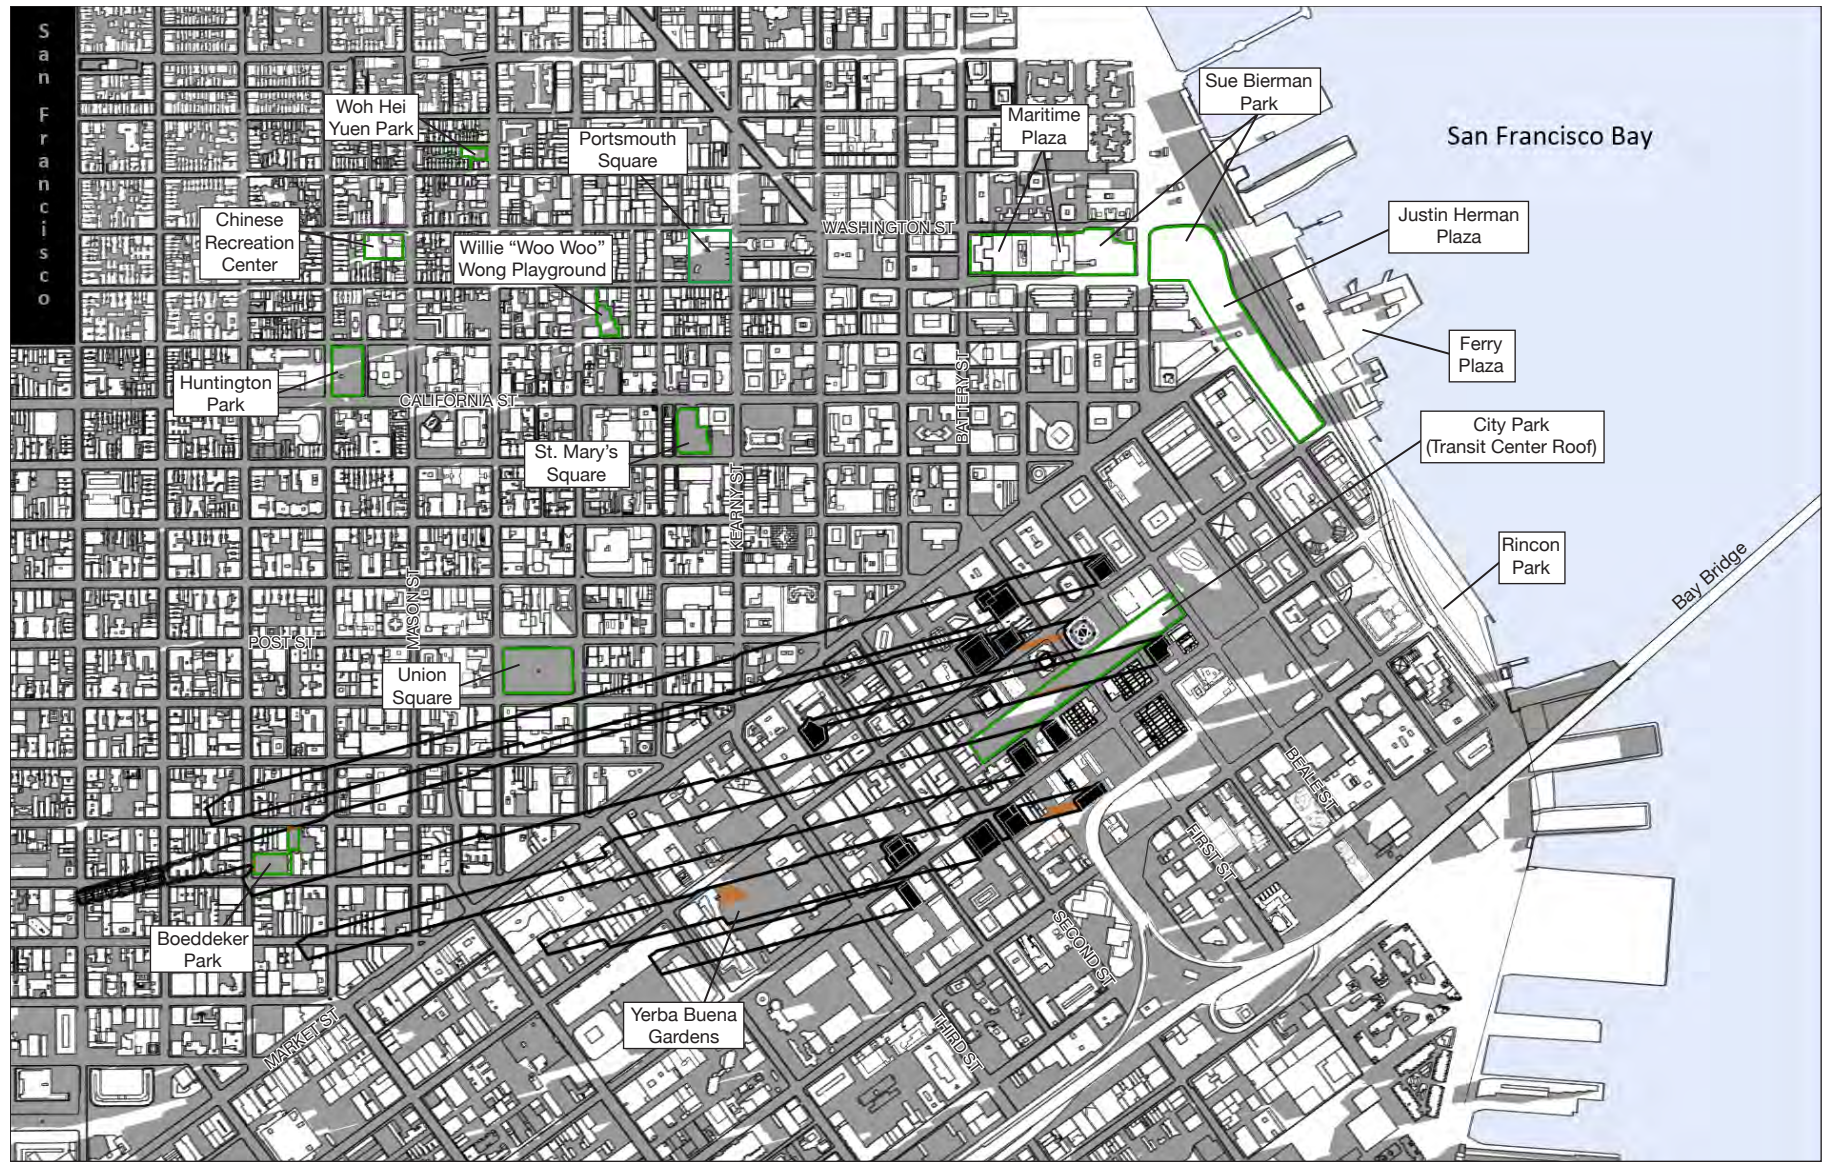 San Francisco
Woh Hei
Yuen Park
Portsmouth
Square
Maritime
Plaza
Sue Bierman
Park
San Francisco Bay
Chinese
Recreation
Center
Willie “Woo Woo”
Wong Playground
WASHINGTON ST
Justin Herman
Plaza
Ferry
Plaza
Huntington
Park
CALIFORNIA ST
BATTERY ST
St. Mary’s
Square
KEARNY ST
City Park
(Transit Center Roof)
Rincon
Park
Bay Bridge
MASON ST
POST ST
Union
Square
BEALE ST
FIRST ST
Boeddeker
Park
SECOND ST
Yerba Buena
Gardens
THIRD ST
MARKET ST